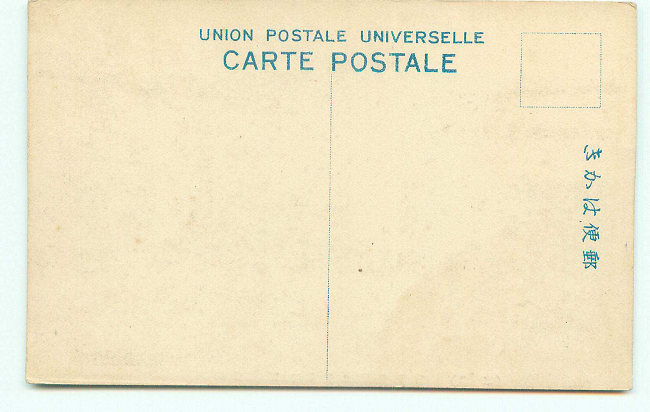 UNION POSTALE UNIVERSELLE
CARTE POSTALE
郵便はかき